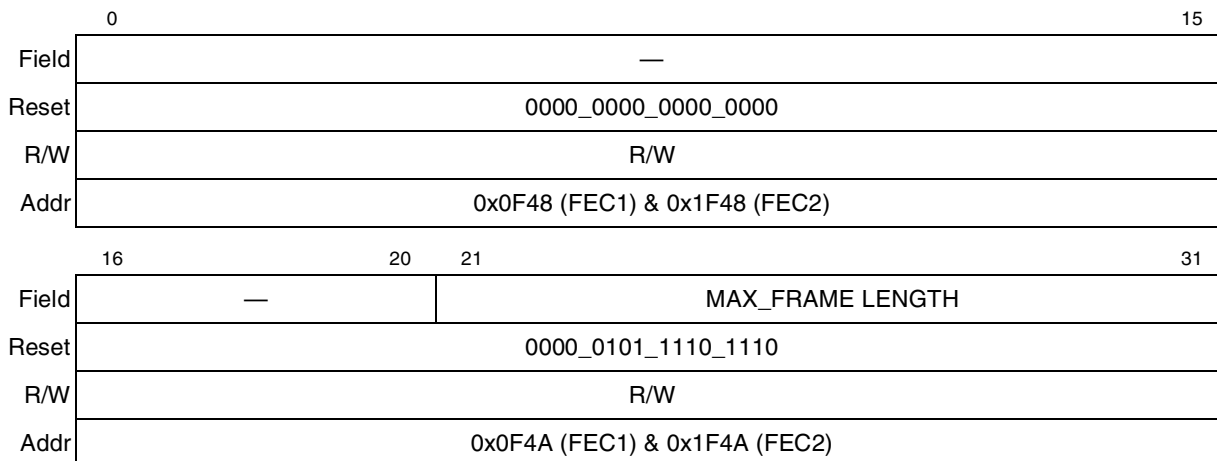 0 15
Field —
Reset 0000_0000_0000_0000
R/W R/W
Addr 0x0F48 (FEC1) & 0x1F48 (FEC2)
16 20 21 31
Field — MAX_FRAME LENGTH
Reset 0000_0101_1110_1110
R/W R/W
Addr 0x0F4A (FEC1) & 0x1F4A (FEC2)